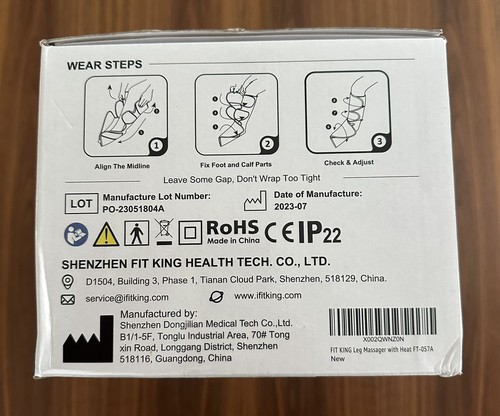 WEAR STEPS
1
2
3
Align The Midline
Fix Foot and Calf Parts
Check & Adjust
Leave Some Gap, Don't Wrap Too Tight
LOT
Manufacture Lot Number:
PO-23051804A
Date of Manufacture:
2023-07
RoHS
Made in China
CE IP22
SHENZHEN FIT KING HEALTH TECH. CO., LTD.
D1504, Building 3, Phase 1, Tianan Cloud Park, Shenzhen, 518129, China.
service@ifitking.com
www.ifitking.com
Manufactured by:
Shenzhen Dongjilian Medical Tech Co.,Ltd.
B1/1-5F, Tonglu Industrial Area, 70# Tong
xin Road, Longgang District, Shenzhen
518116, Guangdong, China
X002QWNZ0N
FIT KING Leg Massager with Heat FT-057A
New